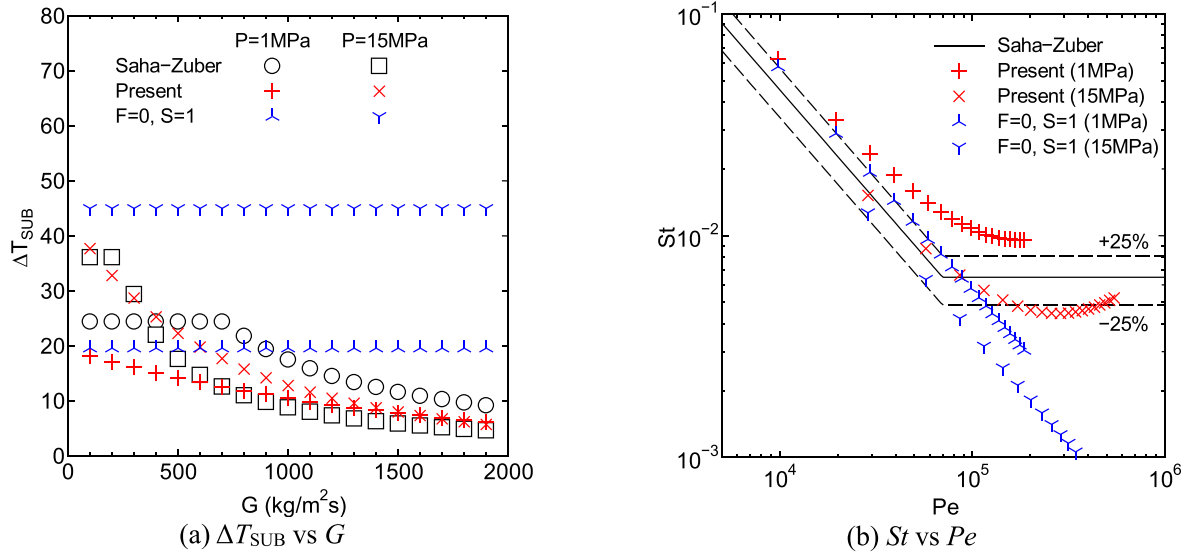 80
70
60
50
40
30
20
10
0
ΔT_SUB
P=1MPa P=15MPa
Saha−Zuber
Present
F=0, S=1
0 500 1000 1500 2000
G (kg/m²s)
(a) ΔT_SUB vs G
10⁻¹
10⁻²
10⁻³
St
Saha−Zuber
Present (1MPa)
Present (15MPa)
F=0, S=1 (1MPa)
F=0, S=1 (15MPa)
+25%
−25%
10⁴ 10⁵ 10⁶
Pe
(b) St vs Pe